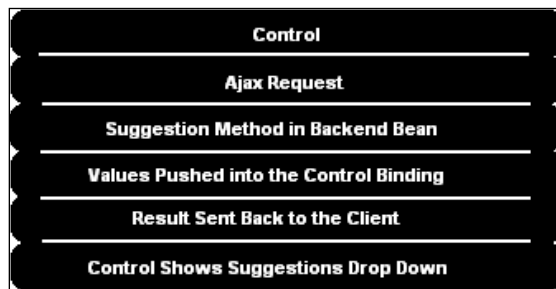 Control
Ajax Request
Suggestion Method in Backend Bean
Values Pushed into the Control Binding
Result Sent Back to the Client
Control Shows Suggestions Drop Down